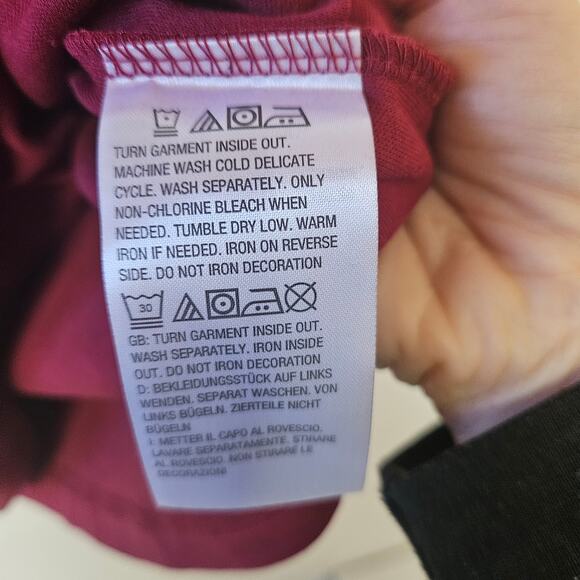 TURN GARMENT INSIDE OUT.
MACHINE WASH COLD DELICATE
CYCLE. WASH SEPARATELY. ONLY
NON-CHLORINE BLEACH WHEN
NEEDED. TUMBLE DRY LOW. WARM
IRON IF NEEDED. IRON ON REVERSE
SIDE. DO NOT IRON DECORATION
30
GB: TURN GARMENT INSIDE OUT.
WASH SEPARATELY. IRON INSIDE
OUT. DO NOT IRON DECORATION
D: BEKLEIDUNGSSTÜCK AUF LINKS
WENDEN. SEPARAT WASCHEN. VON
LINKS BÜGELN. ZIERTEILE NICHT
BÜGELN
I: METTER IL CAPO AL ROVESCIO.
LAVARE SEPARATAMENTE. STIRARE
AL ROVESCIO. NON STIRARE LE
DECORAZIONI